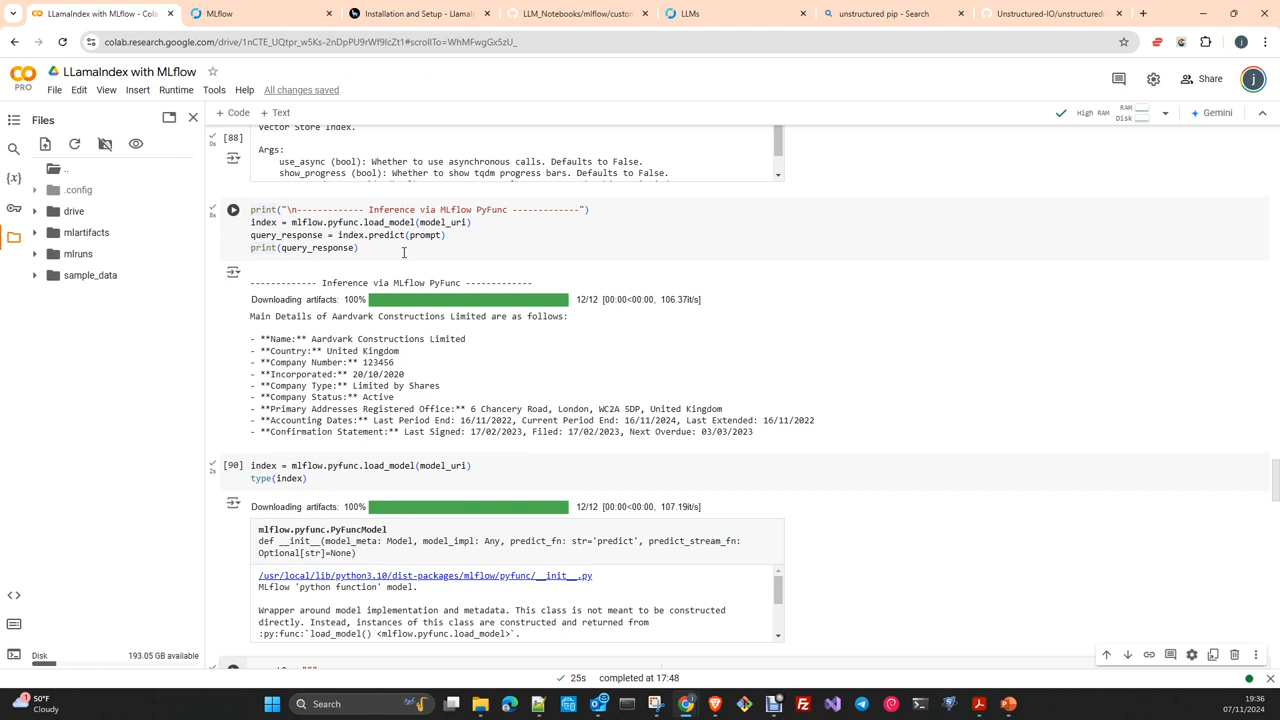 LLamaIndex with MLflow - Cola
MLflow
Installation and Setup - Llamain
LLM_Notebooks/mlflow/custom
LLMs
unstructured pip - Search
Unstructured-IO/unstructured:
colab.research.google.com/drive/1nCTE_UQtpr_w5Ks-2nDpPU9rWf9IcZt1#scrollTo=WhMFwgGx5zU_
LLamaIndex with MLflow
PRO
File Edit View Insert Runtime Tools Help All changes saved
Share
Files
+ Code + Text
High RAM RAM
Disk
Gemini
..
.config
drive
mlartifacts
mlruns
sample_data
Vector Store Index.
[88]
0s
Args:
use_async (bool): Whether to use asynchronous calls. Defaults to False.
show_progress (bool): Whether to show tqdm progress bars. Defaults to False.
8s
print("\n------------- Inference via MLflow PyFunc -------------")
index = mlflow.pyfunc.load_model(model_uri)
query_response = index.predict(prompt)
print(query_response)
------------- Inference via MLflow PyFunc -------------
Downloading artifacts: 100% 12/12 [00:00<00:00, 106.37it/s]
Main Details of Aardvark Constructions Limited are as follows:
- **Name:** Aardvark Constructions Limited
- **Country:** United Kingdom
- **Company Number:** 123456
- **Incorporated:** 20/10/2020
- **Company Type:** Limited by Shares
- **Company Status:** Active
- **Primary Addresses Registered Office:** 6 Chancery Road, London, WC2A 5DP, United Kingdom
- **Accounting Dates:** Last Period End: 16/11/2022, Current Period End: 16/11/2024, Last Extended: 16/11/2022
- **Confirmation Statement:** Last Signed: 17/02/2023, Filed: 17/02/2023, Next Overdue: 03/03/2023
[90] index = mlflow.pyfunc.load_model(model_uri)
2s
type(index)
Downloading artifacts: 100% 12/12 [00:00<00:00, 107.19it/s]
mlflow.pyfunc.PyFuncModel
def __init__(model_meta: Model, model_impl: Any, predict_fn: str='predict', predict_stream_fn:
Optional[str]=None)
/usr/local/lib/python3.10/dist-packages/mlflow/pyfunc/__init__.py
MLflow 'python function' model.
Wrapper around model implementation and metadata. This class is not meant to be constructed
directly. Instead, instances of this class are constructed and returned from
:py:func:`load_model() <mlflow.pyfunc.load_model>`.
Disk 193.05 GB available
25s completed at 17:48
50°F
Cloudy
Search
19:36
07/11/2024